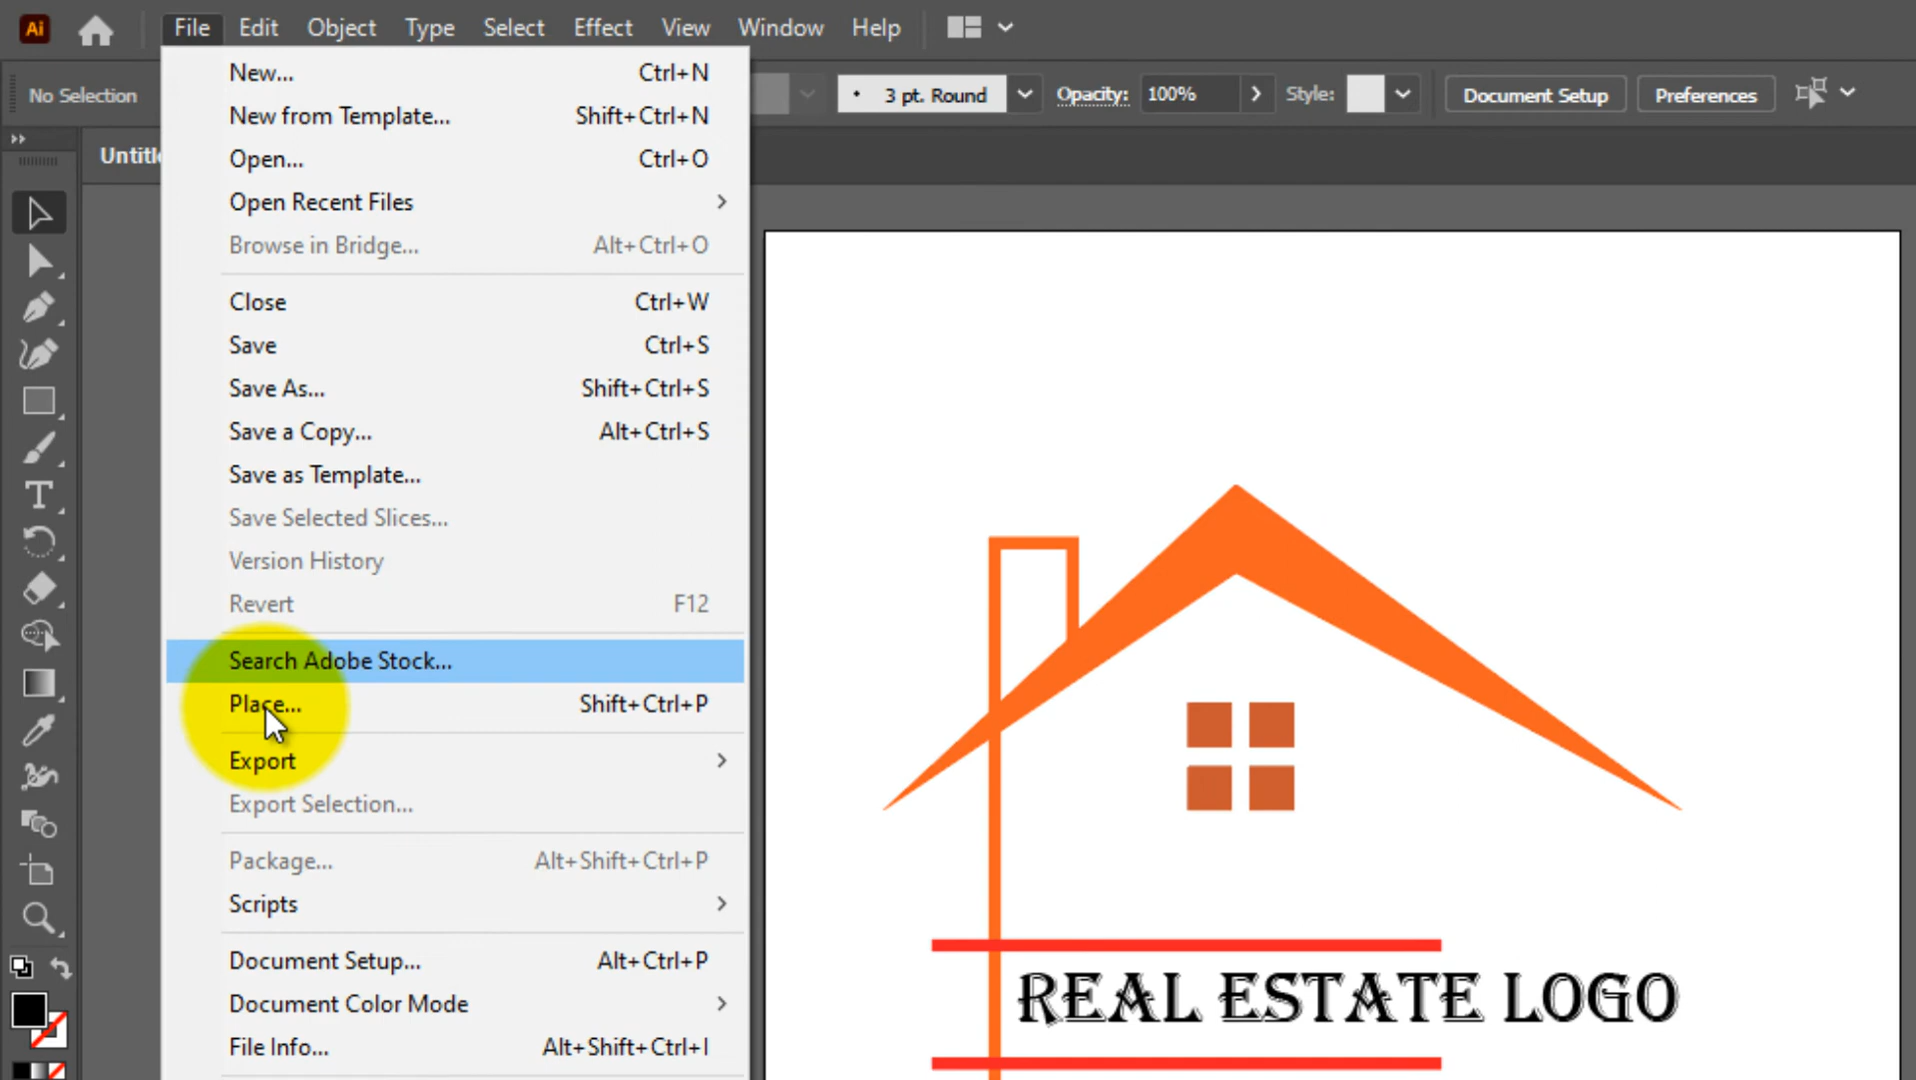 Ai File Edit Object Type Select Effect View Window Help
No Selection 3 pt. Round Opacity: 100% Style: Document Setup Preferences
Untitle
New... Ctrl+N
New from Template... Shift+Ctrl+N
Open... Ctrl+O
Open Recent Files
Browse in Bridge... Alt+Ctrl+O
Close Ctrl+W
Save Ctrl+S
Save As... Shift+Ctrl+S
Save a Copy... Alt+Ctrl+S
Save as Template...
Save Selected Slices...
Version History
Revert F12
Search Adobe Stock...
Place... Shift+Ctrl+P
Export
Export Selection...
Package... Alt+Shift+Ctrl+P
Scripts
Document Setup... Alt+Ctrl+P
Document Color Mode
File Info... Alt+Shift+Ctrl+I
REAL ESTATE LOGO